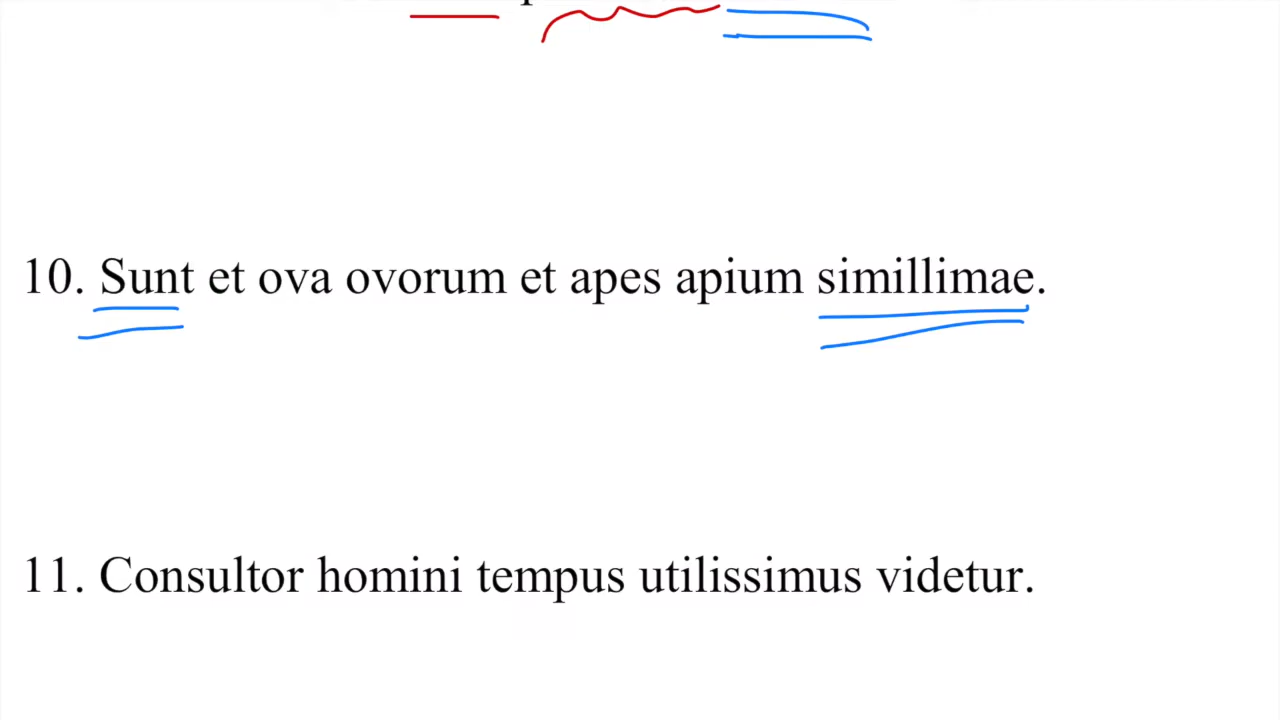 10. Sunt et ova ovorum et apes apium simillimae.
11. Consultor homini tempus utilissimus videtur.